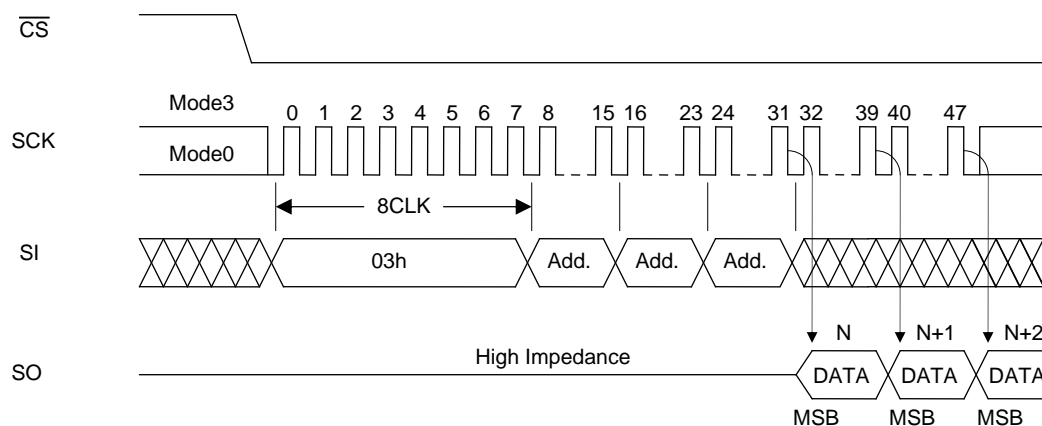 CS
Mode3
0 1 2 3 4 5 6 7 8 15 16 23 24 31 32 39 40 47
SCK
Mode0
8CLK
SI
03h Add. Add. Add.
N N+1 N+2
High Impedance
SO
DATA DATA DATA
MSB MSB MSB